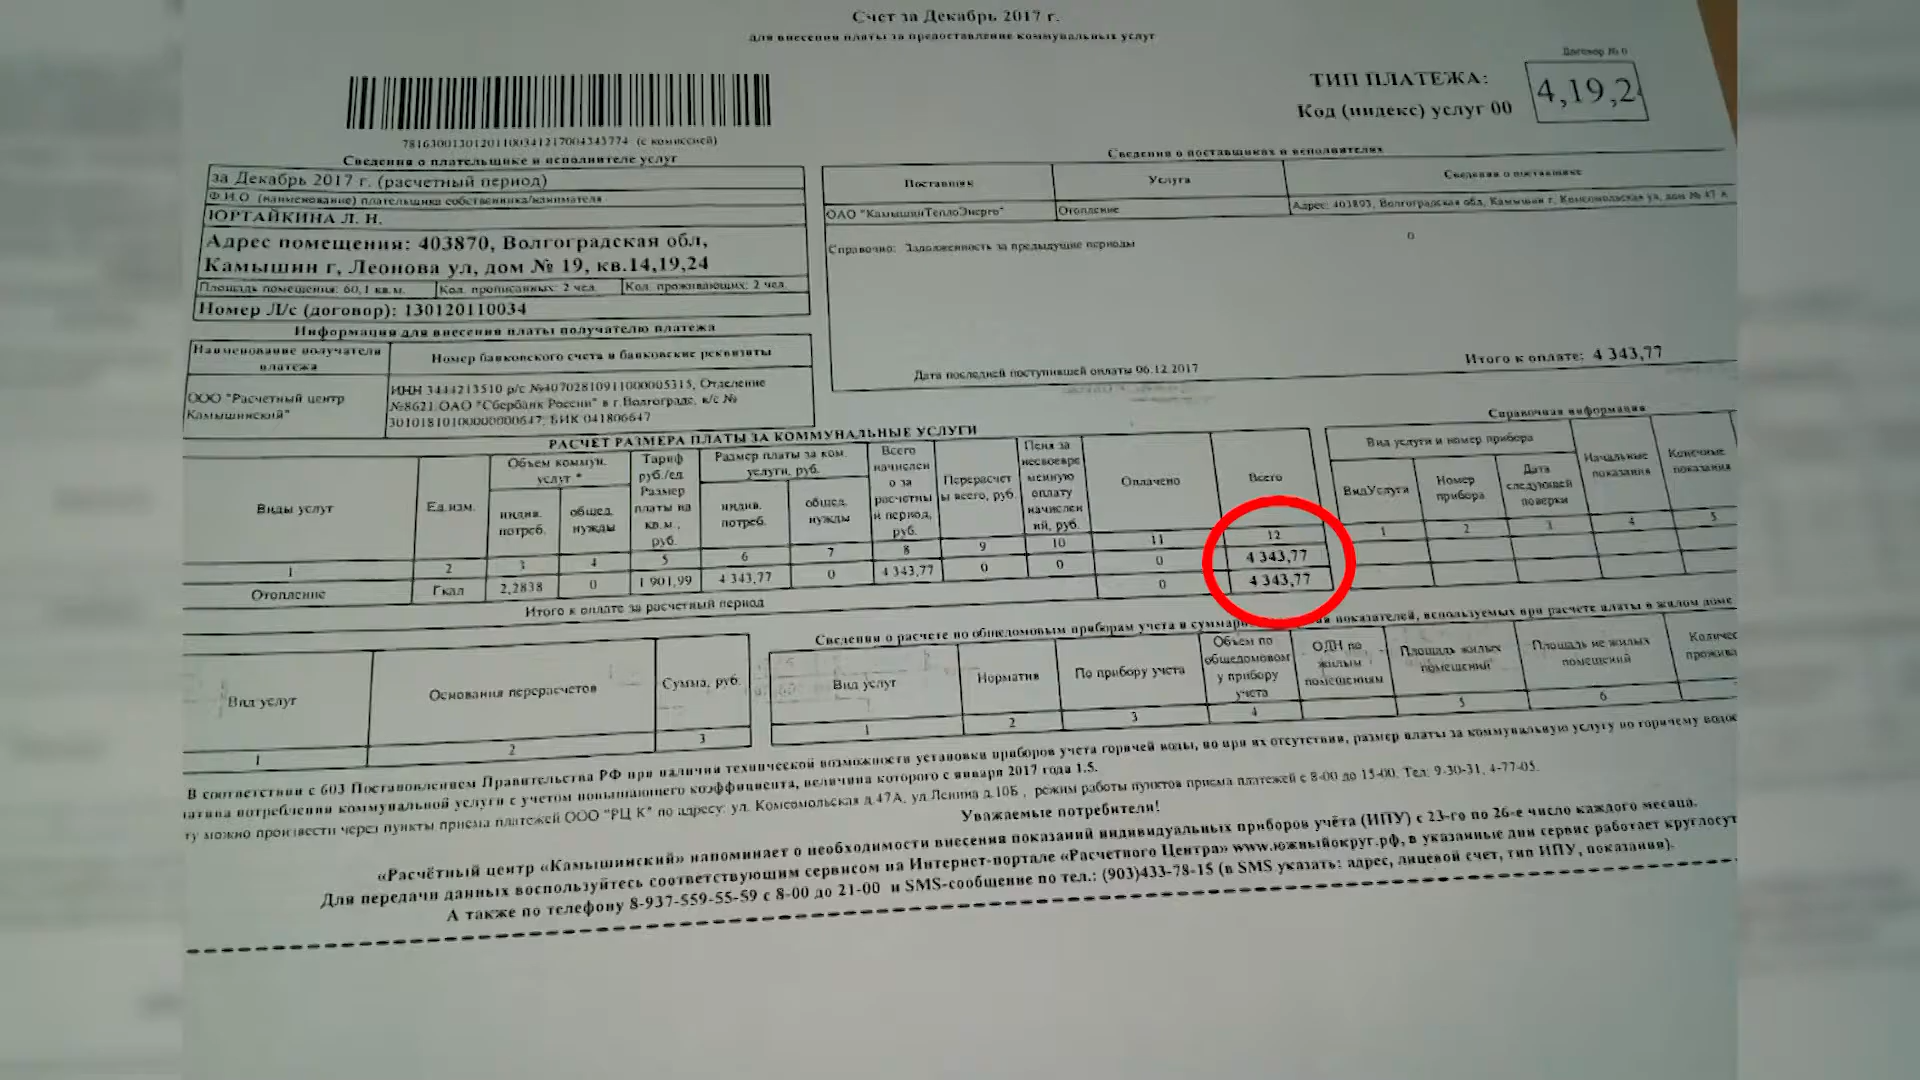 Счет за Декабрь 2017 г.
для внесения платы за предоставление коммунальных услуг
Договор № 0
ТИП ПЛАТЕЖА:
Код (индекс) услуг 00
4,19,2
78163001301201100341217004343774 (с комиссией)
Сведения о плательщике и исполнителе услуг
за Декабрь 2017 г. (расчетный период)
Ф.И.О (наименование) плательщика собственника/нанимателя
ЮРТАЙКИНА Л. Н.
Адрес помещения: 403870, Волгоградская обл,
Камышин г, Леонова ул, дом № 19, кв.14,19,24
Площадь помещения: 60,1 кв.м.
Кол. прописанных: 2 чел.
Кол. проживающих: 2 чел.
Номер Л/с (договор): 130120110034
Информация для внесения платы получателю платежа
Наименование получателя платежа
Номер банковского счета и банковские реквизиты
ООО "Расчетный центр Камышинский"
ИНН 3444213510 р/с №40702810911000005315, Отделение
№8621 ОАО "Сбербанк России" в г.Волгограде, к/с №
30101810100000000647, БИК 041806647
Сведения о поставщиках и исполнителях
Поставщик
Услуга
Сведения о поставщике
ОАО "КамышинТеплоЭнерго"
Отопление
Адрес: 403893, Волгоградская обл, Камышин г, Комсомольская ул, дом № 47 А
Справочно: Задолженность за предыдущие периоды
0
Дата последней поступившей оплаты 06.12.2017
Итого к оплате: 4 343,77
РАСЧЕТ РАЗМЕРА ПЛАТЫ ЗА КОММУНАЛЬНЫЕ УСЛУГИ
Виды услуг
Ед.изм.
Объем коммун. услуг *
индив. потреб.
общед. нужды
Тариф руб./ед Размер платы на кв.м., руб.
Размер платы за ком. услуги, руб.
индив. потреб.
общед. нужды
Всего начислено за расчетный период, руб.
Перерасчеты всего, руб.
Пеня за несвоевременную оплату начислений, руб.
Оплачено
Всего
1 2 3 4 5 6 7 8 9 10 11 12
Отопление Гкал 2,2838 0 1 901,99 4 343,77 0 4 343,77 0 0 0 4 343,77
Итого к оплате за расчетный период 0 4 343,77
Справочная информация
Вид услуги и номер прибора
Начальные показания
Конечные показания
ВидУслуги
Номер прибора
Дата следующей поверки
1 2 3 4 5
Вид услуг
Основания перерасчетов
Сумма, руб.
1 2 3
Сведения о расчете по общедомовым приборам учета и показателей, используемых при расчете платы в жилом доме
Вид услуг
Норматив
По прибору учета
Объем по общедомовому прибору учета
ОДН по жилым помещениям
Площадь жилых помещений
Площадь не жилых помещений
1 2 3 4 5 6
В соответствии с 603 Постановлением Правительства РФ при наличии технической возможности установки приборов учета горячей воды, но при их отсутствии, размер платы за коммунальную услугу по горячему
потребления коммунальной услуги с учетом повышающего коэффициента, величина которого с января 2017 года 1.5.
можно произвести через пункты приема платежей ООО "РЦ К" по адресу: ул. Комсомольская д.47А, ул.Ленина д.10Б , режим работы пунктов приема платежей с 8-00 до 15-00. Тел: 9-30-31, 4-77-05.
Уважаемые потребители!
«Расчётный центр «Камышинский» напоминает о необходимости внесения показаний индивидуальных приборов учёта (ИПУ) с 23-го по 26-е число каждого месяца.
Для передачи данных воспользуйтесь соответствующим сервисом на Интернет-портале «Расчетного Центра» www.южныйокруг.рф, в указанные дни сервис работает круглосут
А также по телефону 8-937-559-55-59 с 8-00 до 21-00 и SMS-сообщение по тел.: (903)433-78-15 (в SMS указать: адрес, лицевой счет, тип ИПУ, показания).